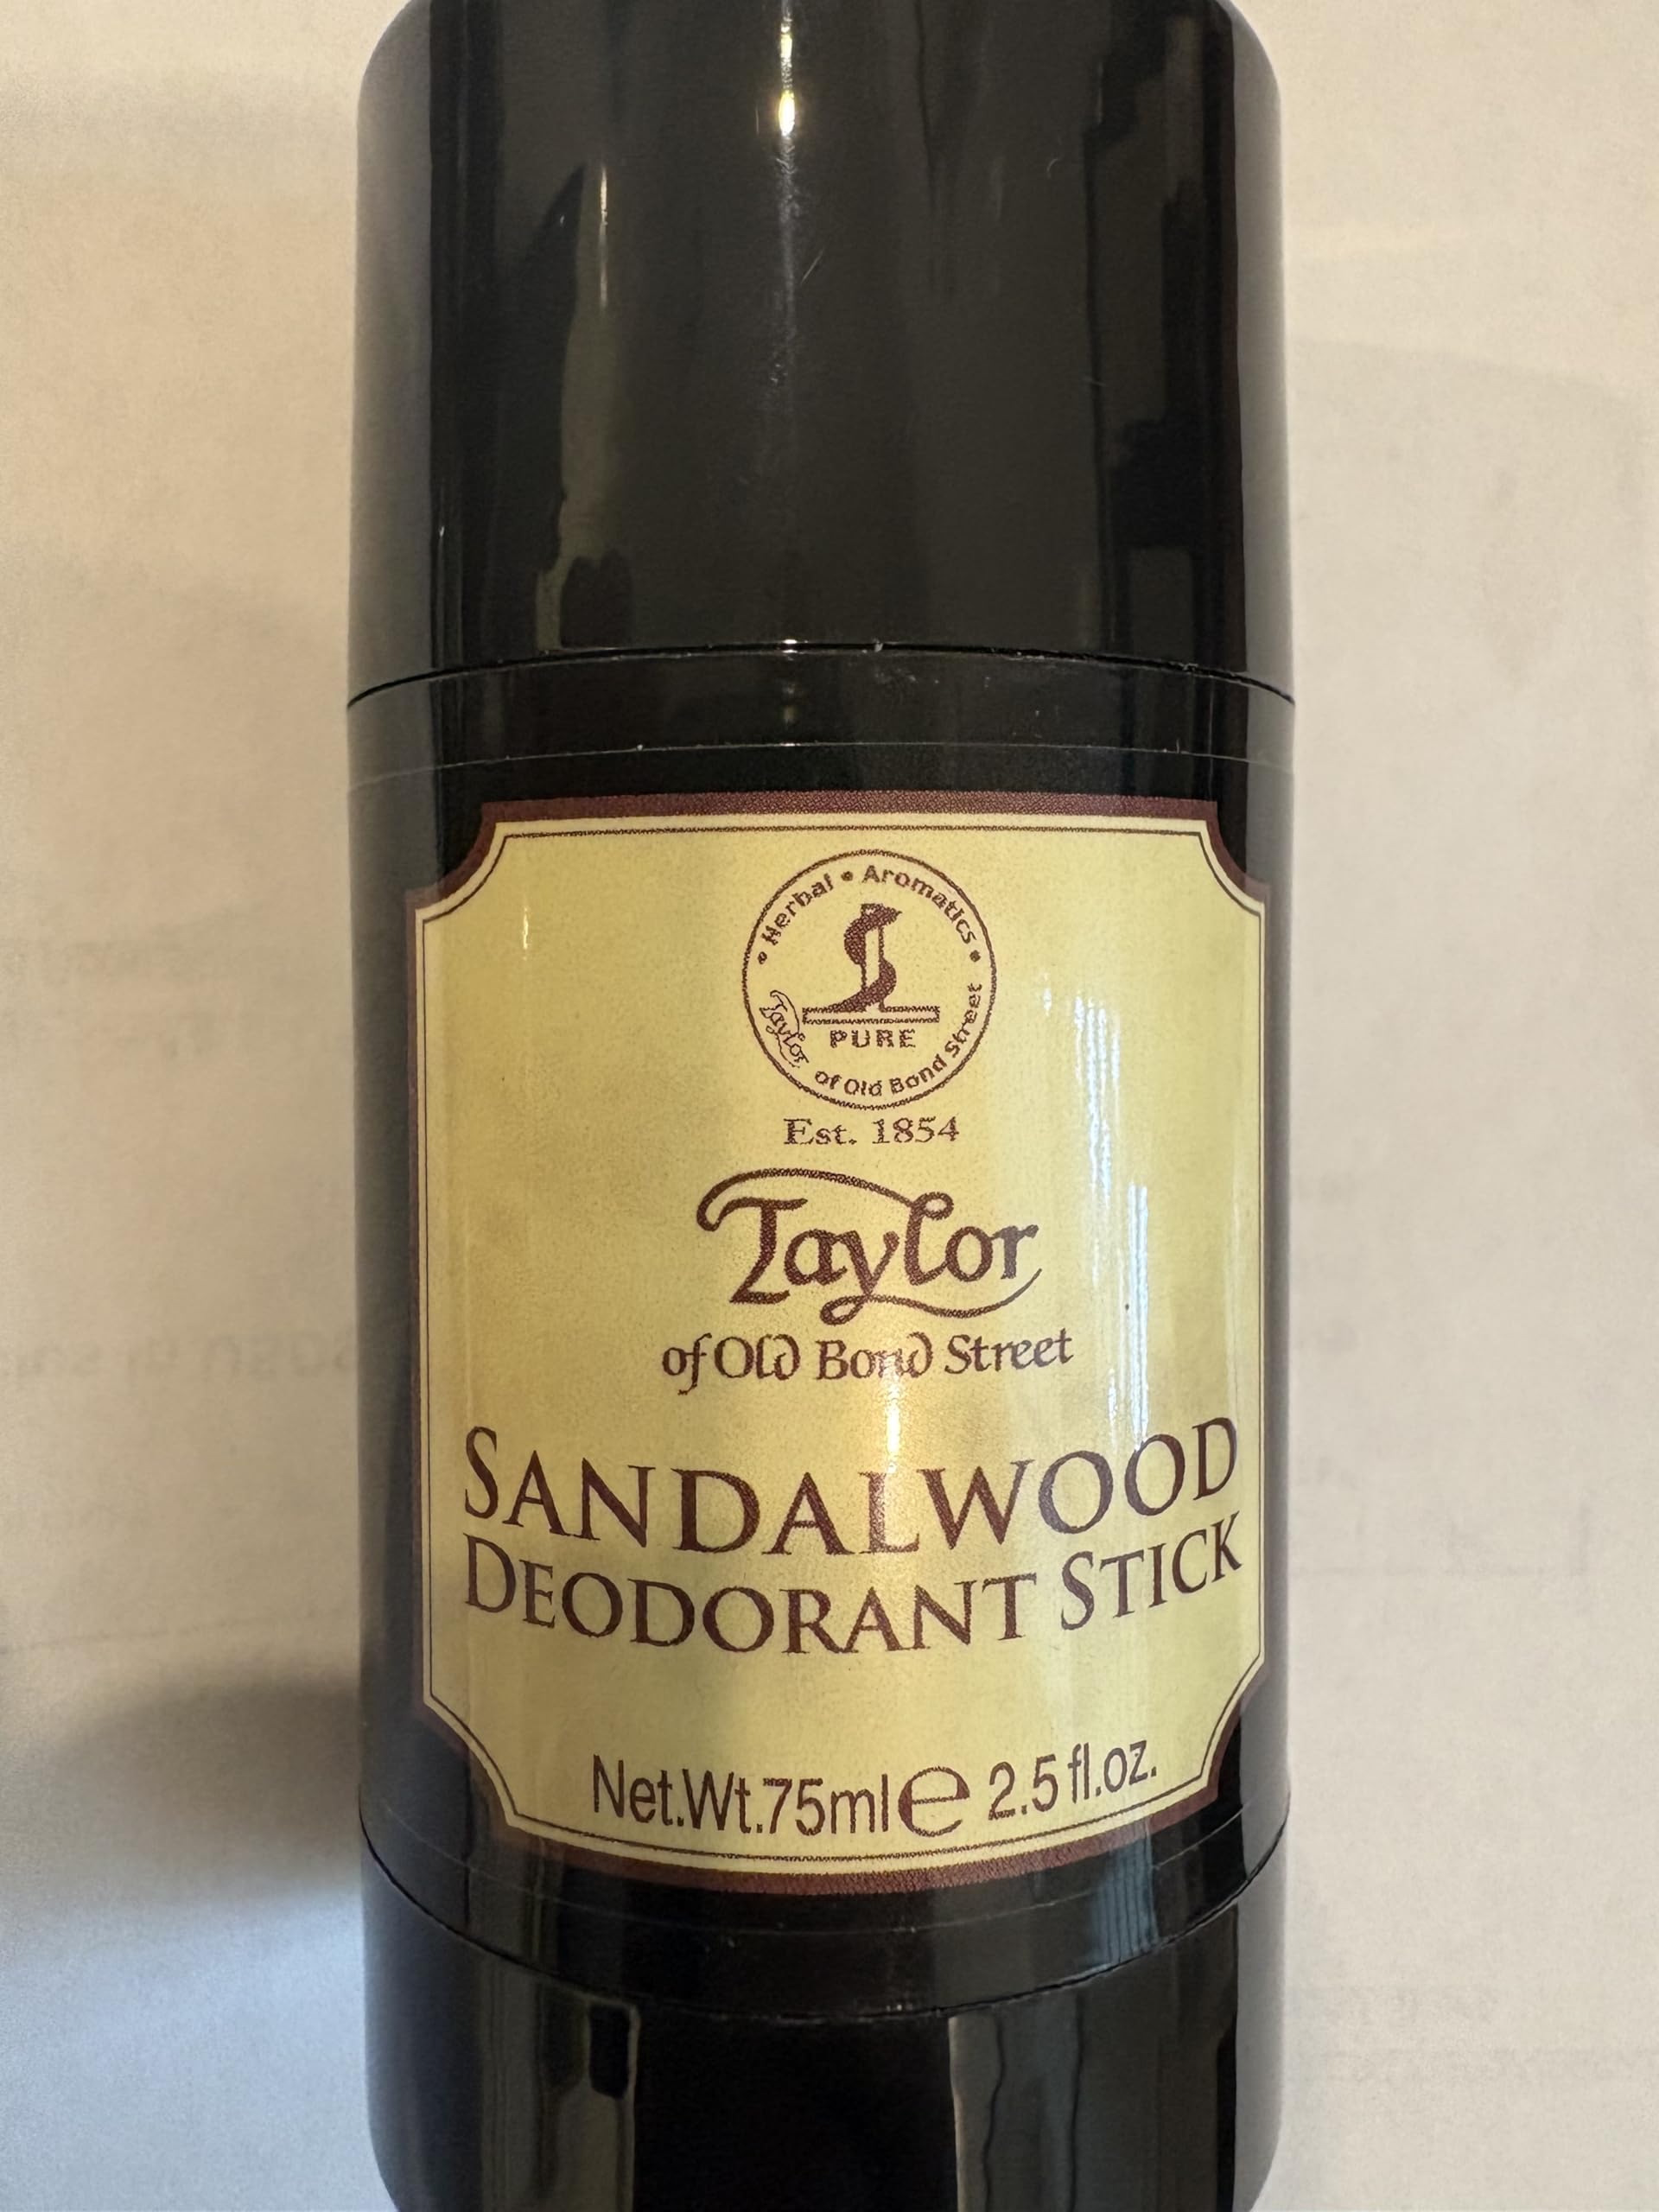 • Herbal • Aromatics •
PURE
Taylor of Old Bond Street
Est. 1854
Taylor
of Old Bond Street
SANDALWOOD
DEODORANT STICK
Net.Wt.75ml℮ 2.5 fl.oz.